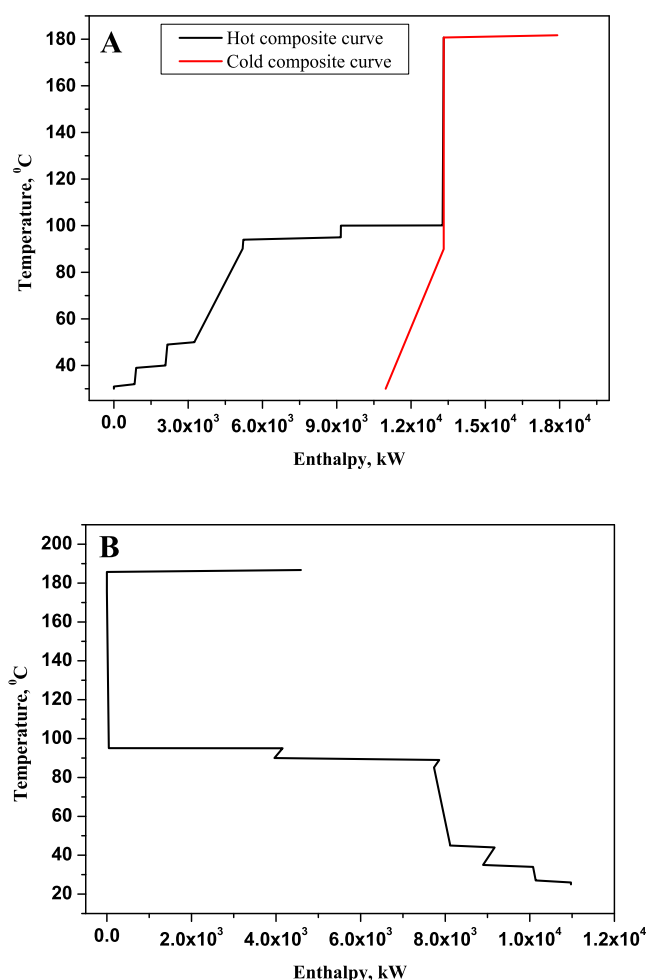 A
Hot composite curve
Cold composite curve
180
160
140
120
100
80
60
40
Temperature, ⁰C
0.0 3.0x10³ 6.0x10³ 9.0x10³ 1.2x10⁴ 1.5x10⁴ 1.8x10⁴
Enthalpy, kW
B
200
180
160
140
120
100
80
60
40
20
Temperature, ⁰C
0.0 2.0x10³ 4.0x10³ 6.0x10³ 8.0x10³ 1.0x10⁴ 1.2x10⁴
Enthalpy, kW